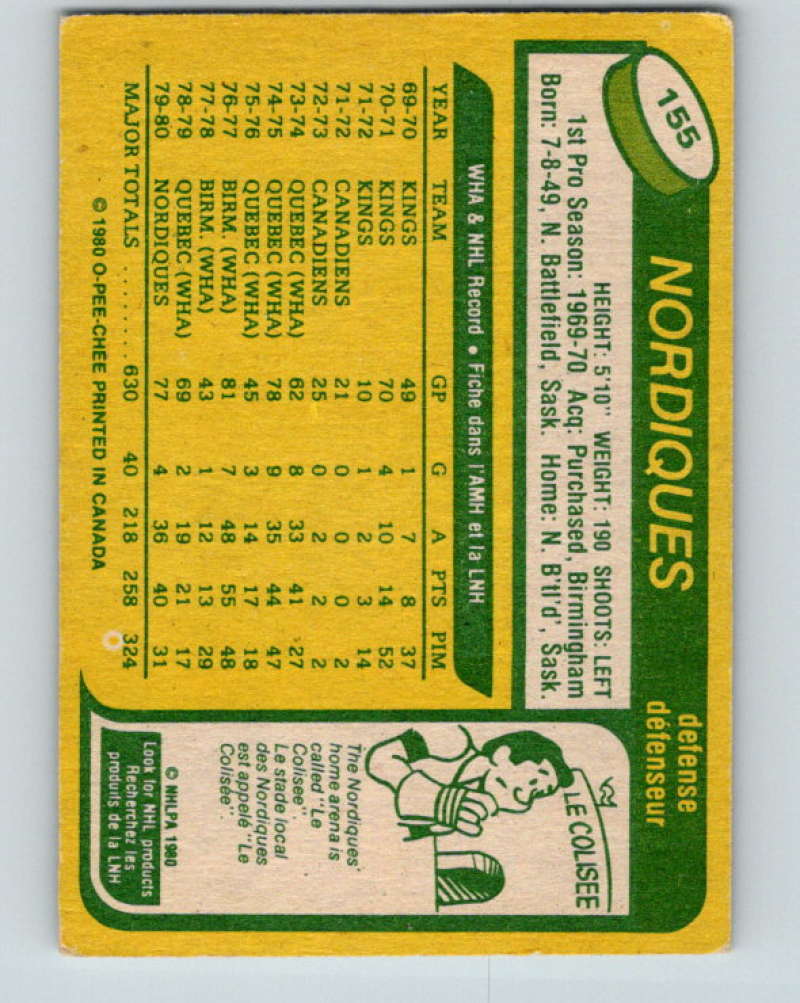 155
NORDIQUES
defense
défenseur
HEIGHT: 5'10" WEIGHT: 190 SHOOTS: LEFT
1st Pro Season: 1969-70 Acq: Purchased, Birmingham
Born: 7-8-49, N. Battlefield, Sask. Home: N. B'tl'd', Sask.
WHA & NHL Record • Fiche dans l'AMH et la LNH
YEAR TEAM GP G A PTS PIM
69-70 KINGS 49 1 7 8 37
70-71 KINGS 70 4 10 14 52
71-72 KINGS 10 1 2 3 14
71-72 CANADIENS 21 0 0 0 2
72-73 CANADIENS 25 0 2 2 2
73-74 QUEBEC (WHA) 62 8 33 41 27
74-75 QUEBEC (WHA) 78 9 35 44 47
75-76 QUEBEC (WHA) 45 3 14 17 18
76-77 BIRM. (WHA) 81 7 48 55 48
77-78 BIRM. (WHA) 43 1 12 13 29
78-79 QUEBEC (WHA) 69 2 19 21 17
79-80 NORDIQUES 77 4 36 40 31
MAJOR TOTALS ........ 630 40 218 258 324
© 1980 O-PEE-CHEE PRINTED IN CANADA
LE COLISEE
The Nordiques'
home arena is
called "Le
Colisee".
Le stade local
des Nordiques
est appelé "Le
Colisée".
© NHLPA 1980
Look for NHL products
Recherchez les
produits de la LNH